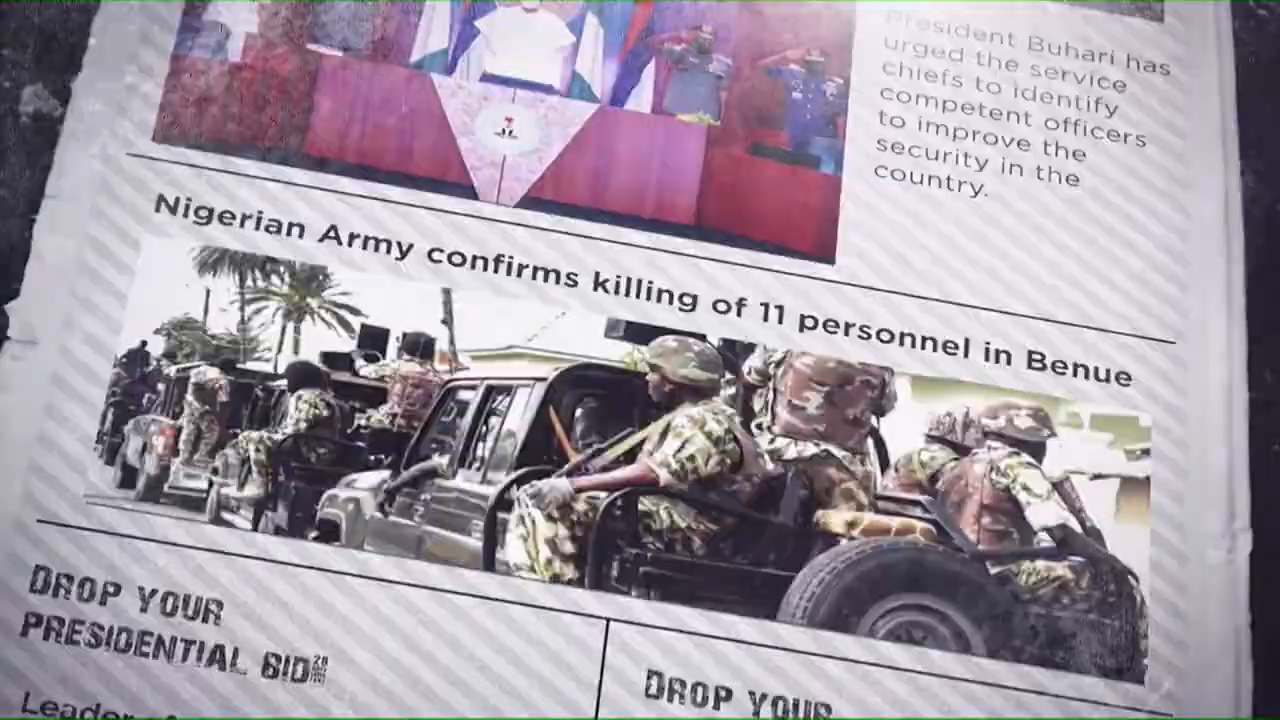 President Buhari has
urged the service
chiefs to identify
competent officers
to improve the
security in the
country.
Nigerian Army confirms killing of 11 personnel in Benue
DROP YOUR
PRESIDENTIAL BID
Leader
DROP YOUR